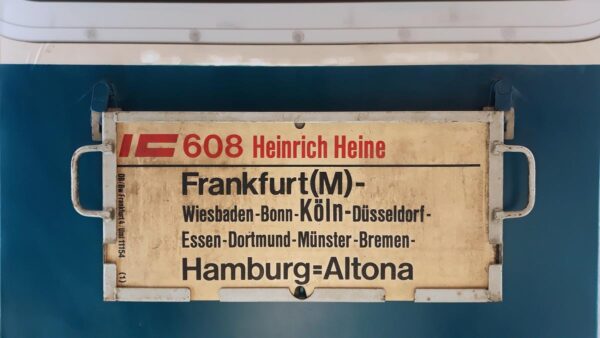 IC 608 Heinrich Heine
Frankfurt(M)-
Wiesbaden-Bonn-Köln-Düsseldorf-
Essen-Dortmund-Münster-Bremen-
Hamburg=Altona